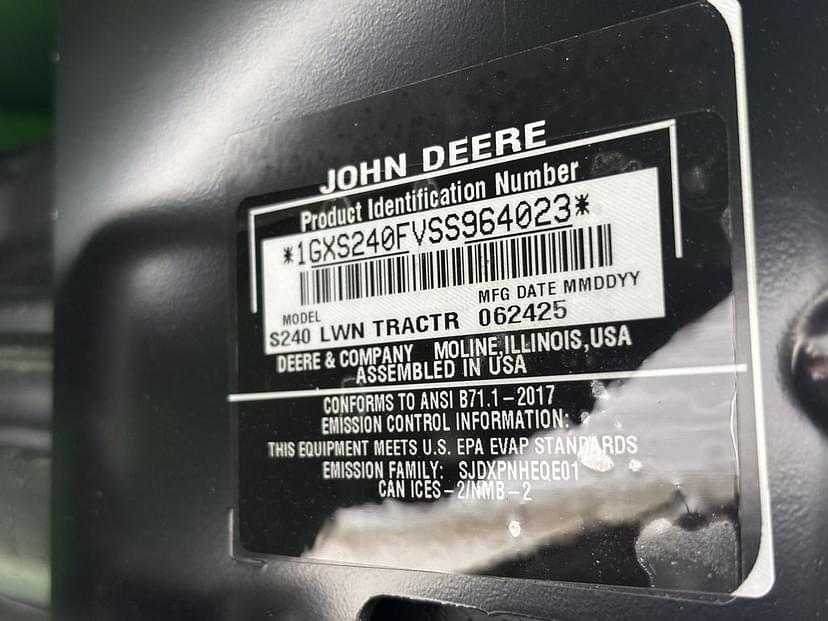 JOHN DEERE
Product Identification Number
*1GXS240FVSS964023*
MODEL MFG DATE MMDDYY
S240 LWN TRACTR 062425
DEERE & COMPANY MOLINE,ILLINOIS,USA
ASSEMBLED IN USA
CONFORMS TO ANSI B71.1-2017
EMISSION CONTROL INFORMATION:
THIS EQUIPMENT MEETS U.S. EPA EVAP STANDARDS
EMISSION FAMILY: SJDXPNHEQE01
CAN ICES-2/NMB-2